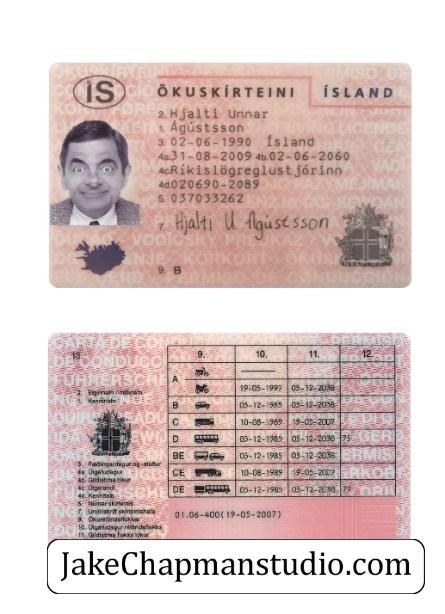 IS
ÖKUSKÍRTEINI ÍSLAND
2. Hjalti Unnar
1. Ágústsson
3. 02-06-1990 Ísland
4a.31-08-2009 4b.02-06-2060
4c.Ríkislögreglustjórinn
4d.020690-2089
5. 037033262
7. Hjalti U. Ágústsson
9. B
IS
9. 10. 11. 12.
A
19-05-1997 05-12-2038
B 05-12-1985 05-12-2038
C 10-08-1989 19-05-2007
D 05-12-1985 05-12-2038 79
BE 05-12-1985 05-12-2038
CE 10-08-1989 19-05-2007
DE 05-12-1985 05-12-2038 79
2. Eiginnafn / millinafn
1. Kenninafn
3. Fæðingardagur og -staður
4a. Útgáfudagur
4b. Gildistíma lýkur
4c. Útgefandi
4d. Kennitala
5. Númer skírteinis
7. Undirskrift skírteinishafa
9. Ökuréttindaflokkar
10. Útgáfudagur réttindaflokks
11. Gildistíma flokks lýkur
01.06-400(19-05-2007)
JakeChapmanstudio.com